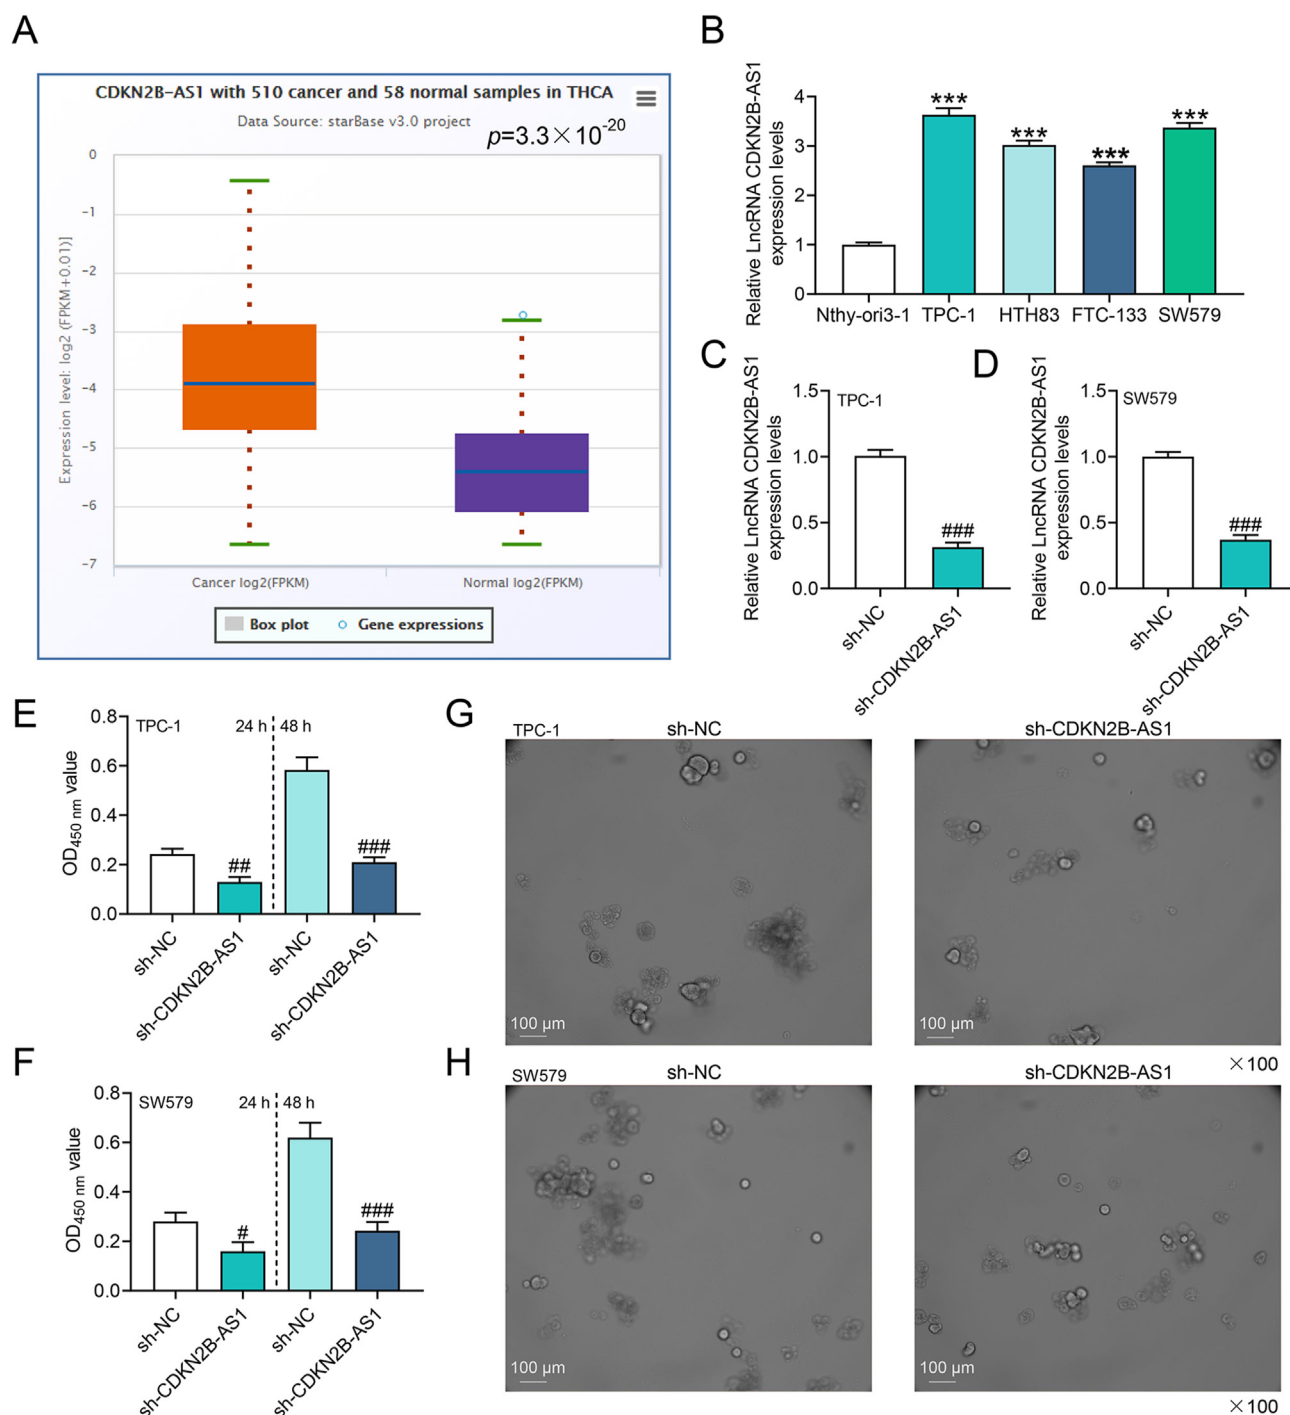 A
CDKN2B-AS1 with 510 cancer and 58 normal samples in THCA
Data Source: starBase v3.0 project
p=3.3×10-20
Expression level: log2 (FPKM+0.01)]
0
-1
-2
-3
-4
-5
-6
-7
Cancer log2(FPKM)
Normal log2(FPKM)
Box plot
Gene expressions
B
Relative LncRNA CDKN2B-AS1
expression levels
4
3
2
1
0
***
***
***
***
Nthy-ori3-1 TPC-1 HTH83 FTC-133 SW579
C
Relative LncRNA CDKN2B-AS1
expression levels
1.5
1.0
0.5
0.0
TPC-1
###
sh-NC
sh-CDKN2B-AS1
D
Relative LncRNA CDKN2B-AS1
expression levels
1.5
1.0
0.5
0.0
SW579
###
sh-NC
sh-CDKN2B-AS1
E
OD450 nm value
0.8
0.6
0.4
0.2
0.0
TPC-1
24 h
48 h
##
###
sh-NC
sh-CDKN2B-AS1
sh-NC
sh-CDKN2B-AS1
F
OD450 nm value
0.8
0.6
0.4
0.2
0.0
SW579
24 h
48 h
#
###
sh-NC
sh-CDKN2B-AS1
sh-NC
sh-CDKN2B-AS1
G
TPC-1
sh-NC
sh-CDKN2B-AS1
100 μm
100 μm
×100
H
SW579
sh-NC
sh-CDKN2B-AS1
100 μm
100 μm
×100